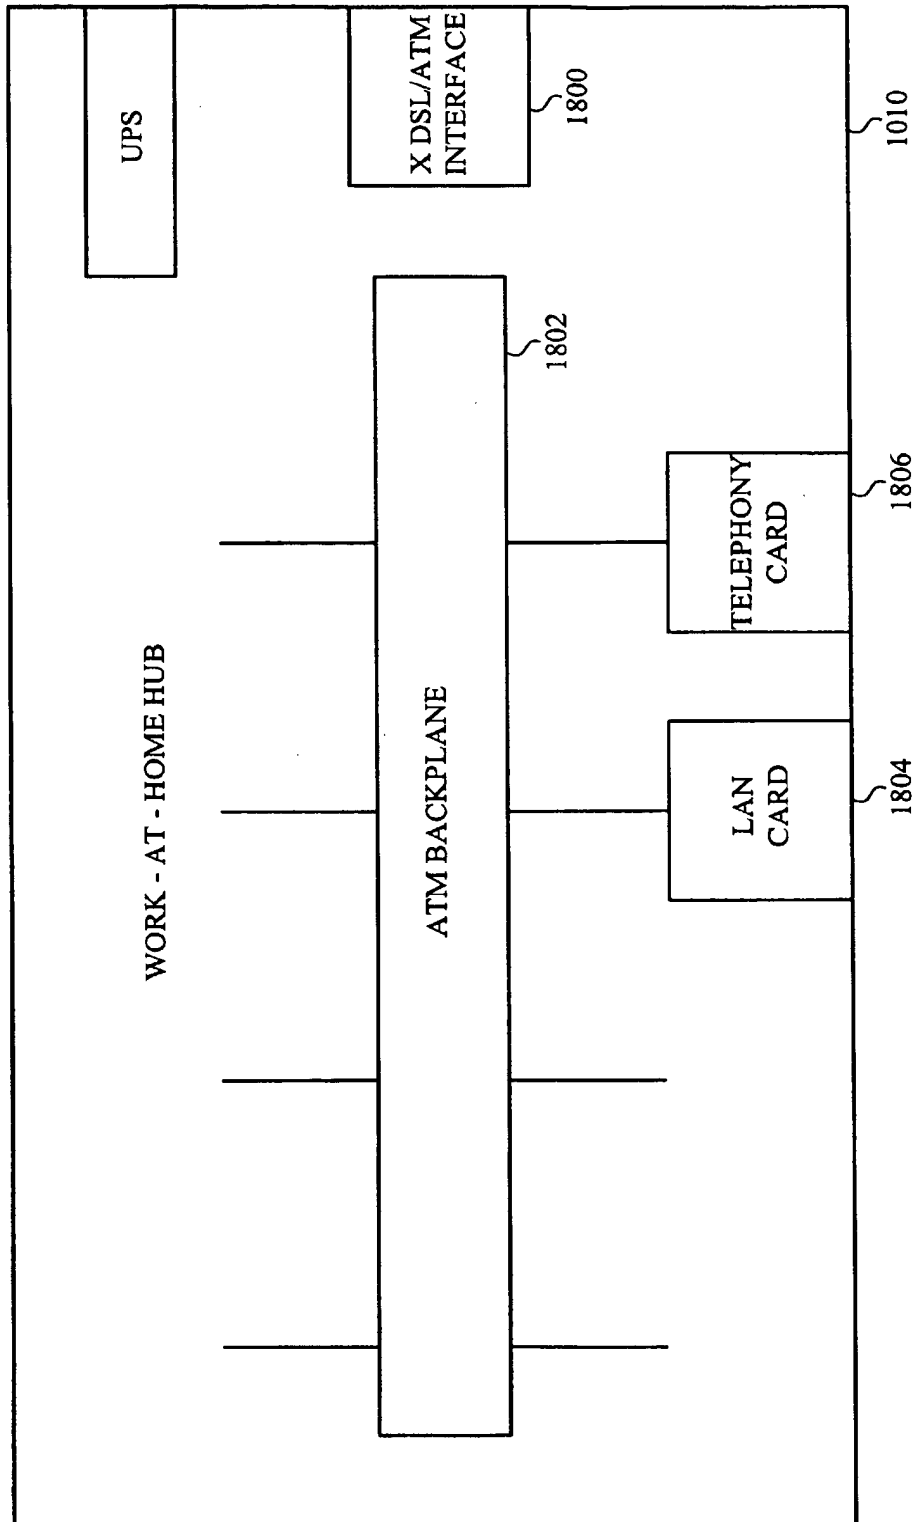 WORK - AT - HOME HUB
UPS
X DSL/ATM
INTERFACE
1800
ATM BACKPLANE
1802
LAN
CARD
1804
TELEPHONY
CARD
1806
1010